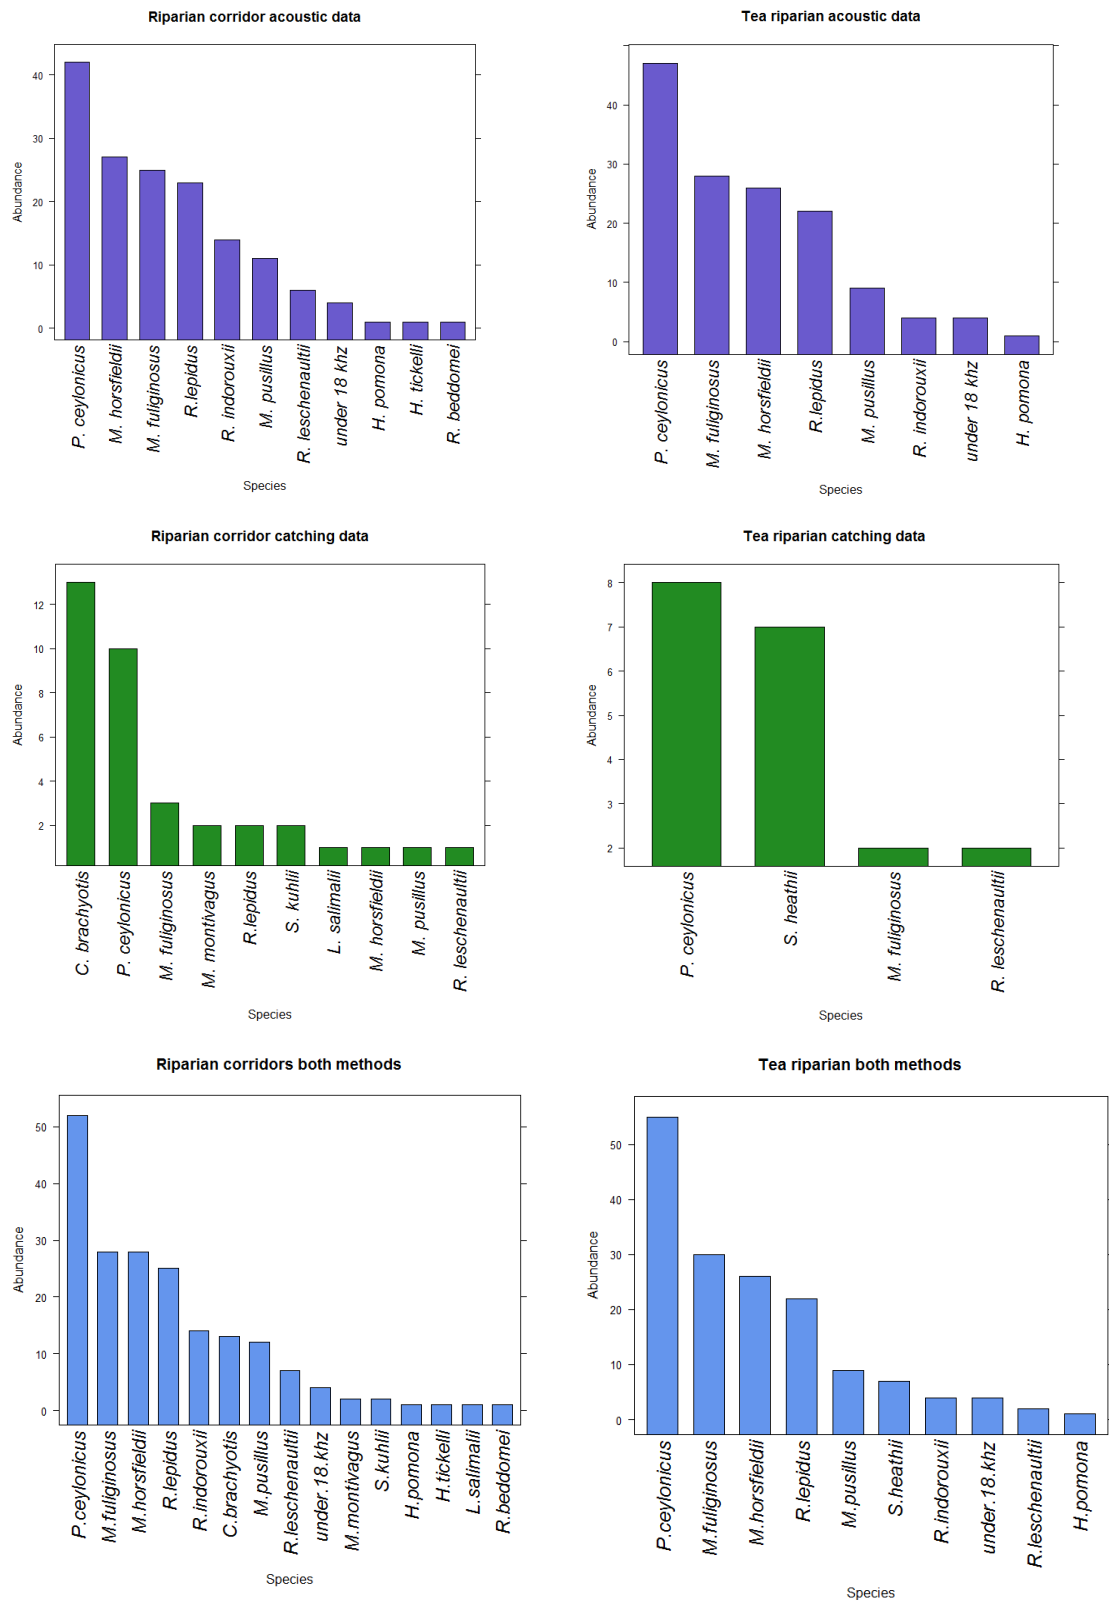 Riparian corridor acoustic data
Abundance
40
30
20
10
0
P. ceylonicus
M. horsfieldii
M. fuliginosus
R.lepidus
R. indorouxii
M. pusillus
R. leschenaultii
under 18 khz
H. pomona
H. tickelli
R. beddomei
Species
Tea riparian acoustic data
Abundance
40
30
20
10
0
P. ceylonicus
M. fuliginosus
M. horsfieldii
R.lepidus
M. pusillus
R. indorouxii
under 18 khz
H. pomona
Species
Riparian corridor catching data
Abundance
12
10
8
6
4
2
C. brachyotis
P. ceylonicus
M. fuliginosus
M. montivagus
R.lepidus
S. kuhlii
L. salimalii
M. horsfieldii
M. pusillus
R. leschenaultii
Species
Tea riparian catching data
Abundance
8
7
6
5
4
3
2
P. ceylonicus
S. heathii
M. fuliginosus
R. leschenaultii
Species
Riparian corridors both methods
Abundance
50
40
30
20
10
0
P.ceylonicus
M.fuliginosus
M.horsfieldii
R.lepidus
R.indorouxii
C.brachyotis
M.pusillus
R.leschenaultii
under.18.khz
M.montivagus
S.kuhlii
H.pomona
H.tickelli
L.salimalii
R.beddomei
Species
Tea riparian both methods
Abundance
50
40
30
20
10
0
P.ceylonicus
M.fuliginosus
M.horsfieldii
R.lepidus
M.pusillus
S.heathii
R.indorouxii
under.18.khz
R.leschenaultii
H.pomona
Species